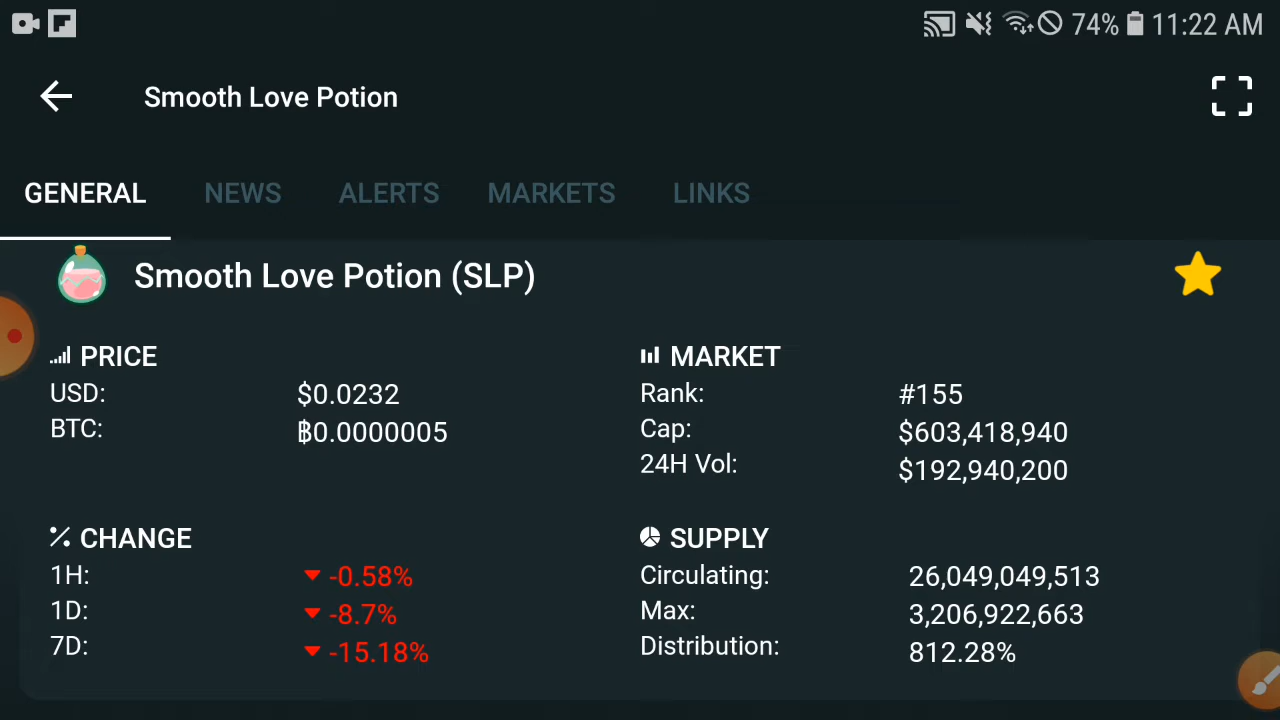 74% 11:22 AM
Smooth Love Potion
GENERAL NEWS ALERTS MARKETS LINKS
Smooth Love Potion (SLP)
PRICE
USD: $0.0232
BTC: ฿0.0000005
MARKET
Rank: #155
Cap: $603,418,940
24H Vol: $192,940,200
CHANGE
1H: -0.58%
1D: -8.7%
7D: -15.18%
SUPPLY
Circulating: 26,049,049,513
Max: 3,206,922,663
Distribution: 812.28%